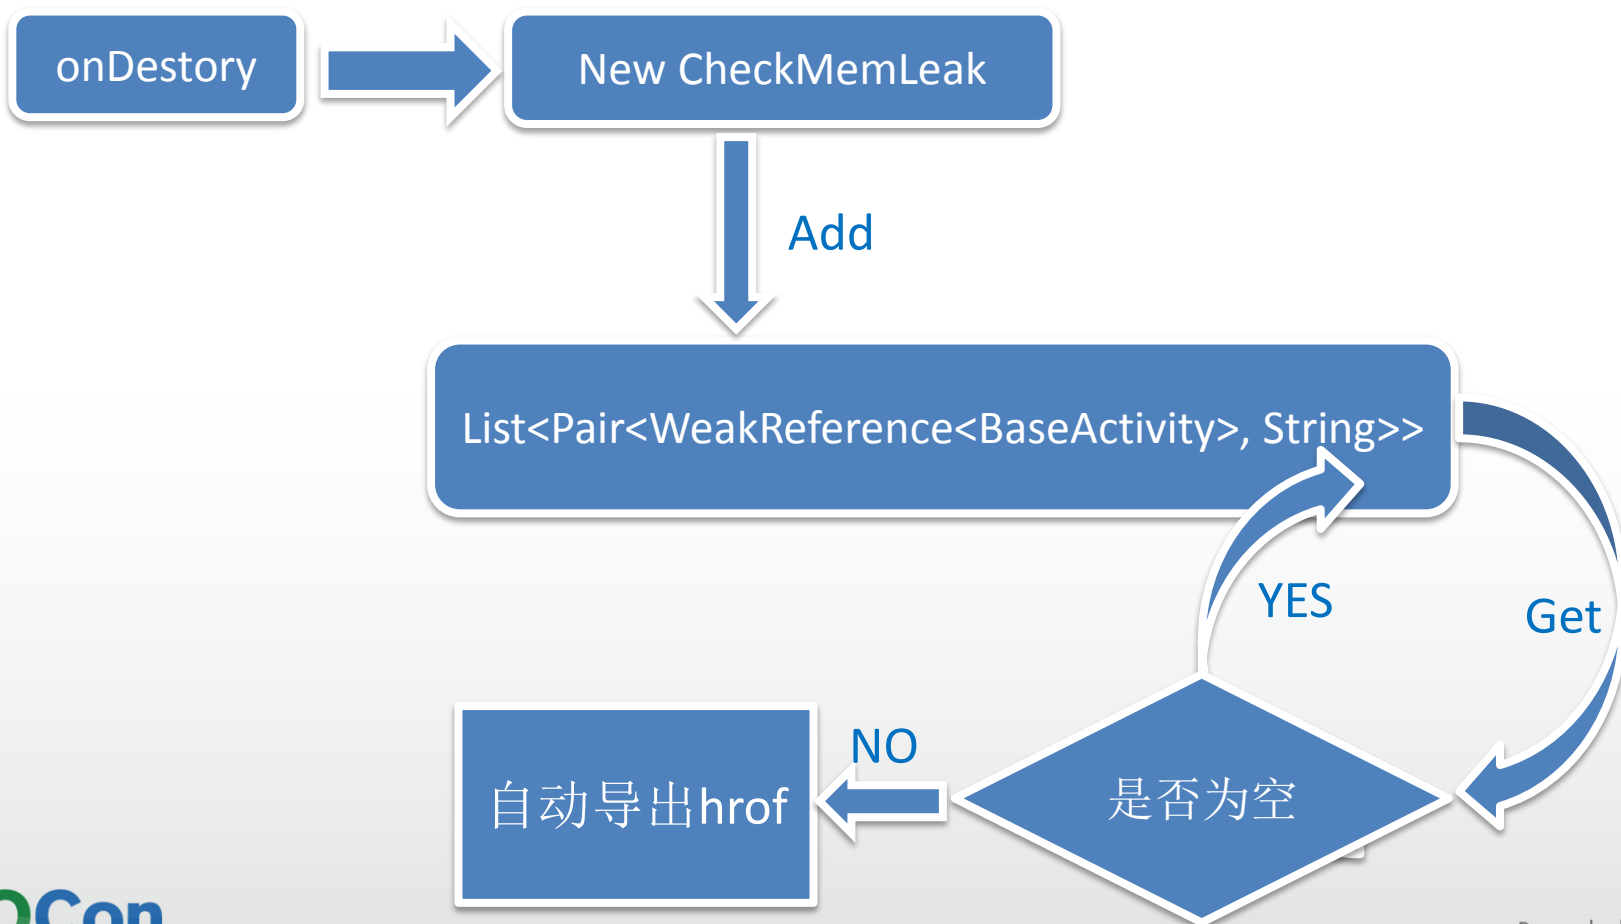 onDestory
New CheckMemLeak
Add
List<Pair<WeakReference<BaseActivity>, String>>
YES
Get
NO
自动导出hrof
是否为空
QCon